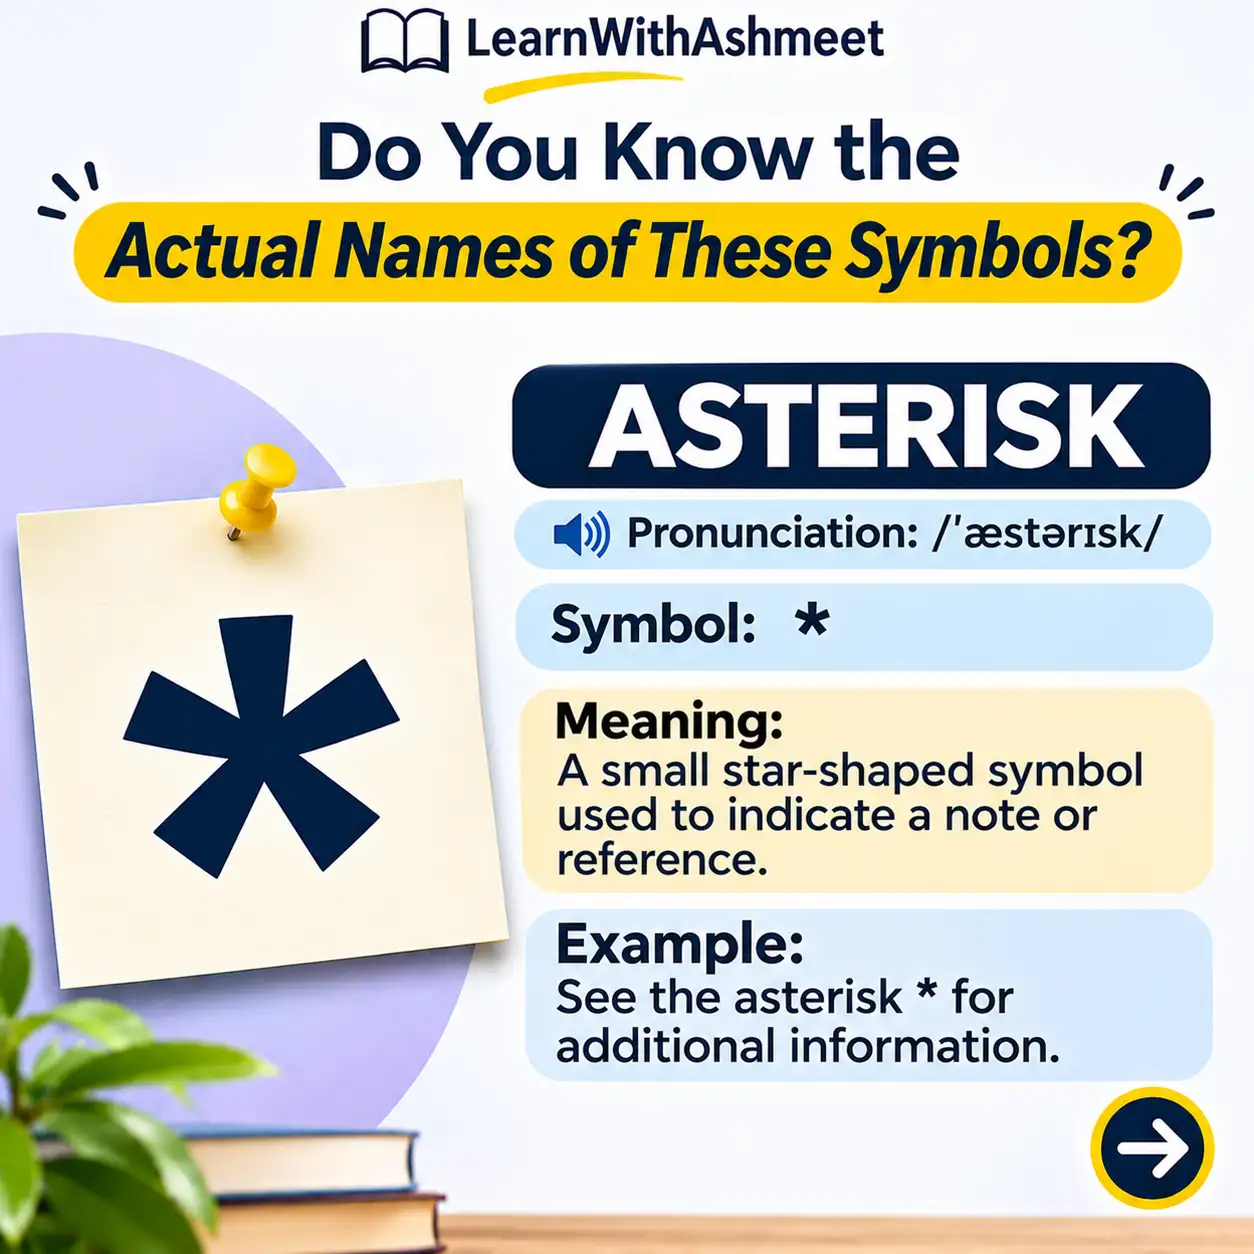 LearnWithAshmeet
Do You Know the
Actual Names of These Symbols?
ASTERISK
Pronunciation: /ˈæstərɪsk/
Symbol: *
*
Meaning:
A small star-shaped symbol
used to indicate a note or
reference.
Example:
See the asterisk * for
additional information.